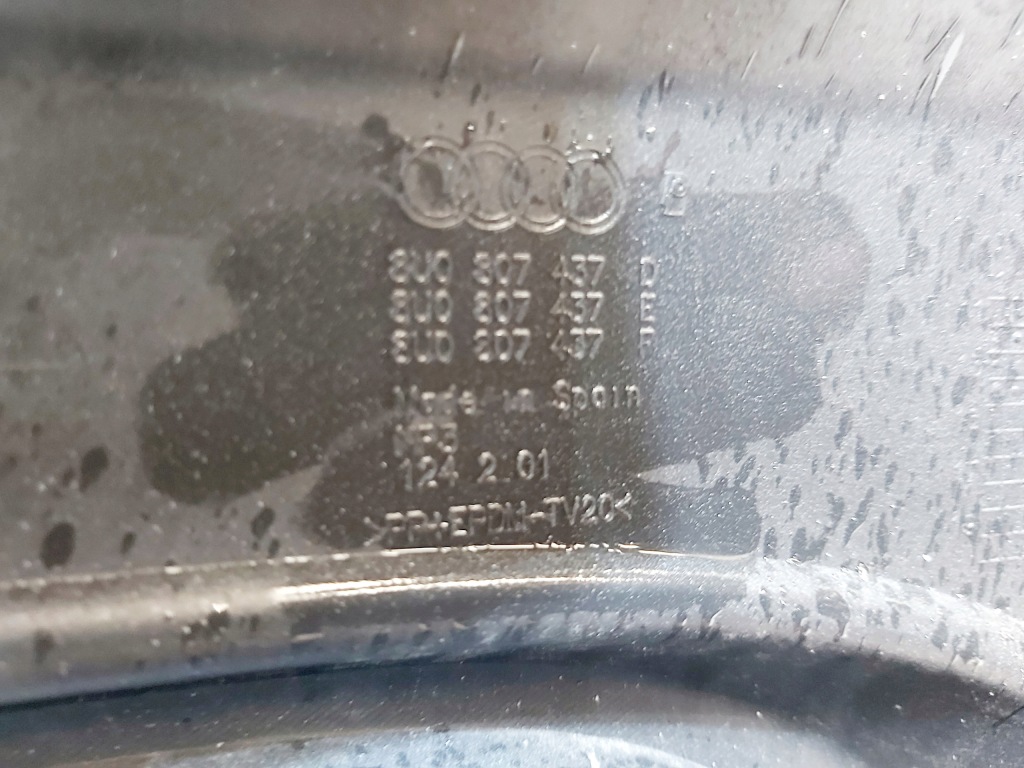 8U0 807 437 D
8U0 807 437 E
8U0 807 437 F
Made in Spain
124 2.01
>PP+EPDM-TV20<